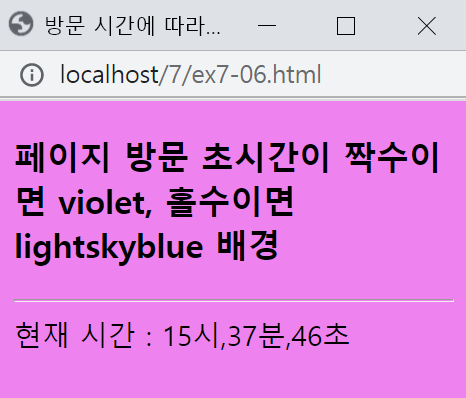 방문 시간에 따라...
localhost/7/ex7-06.html
페이지 방문 초시간이 짝수이
면 violet, 홀수이면
lightskyblue 배경
현재 시간 : 15시,37분,46초